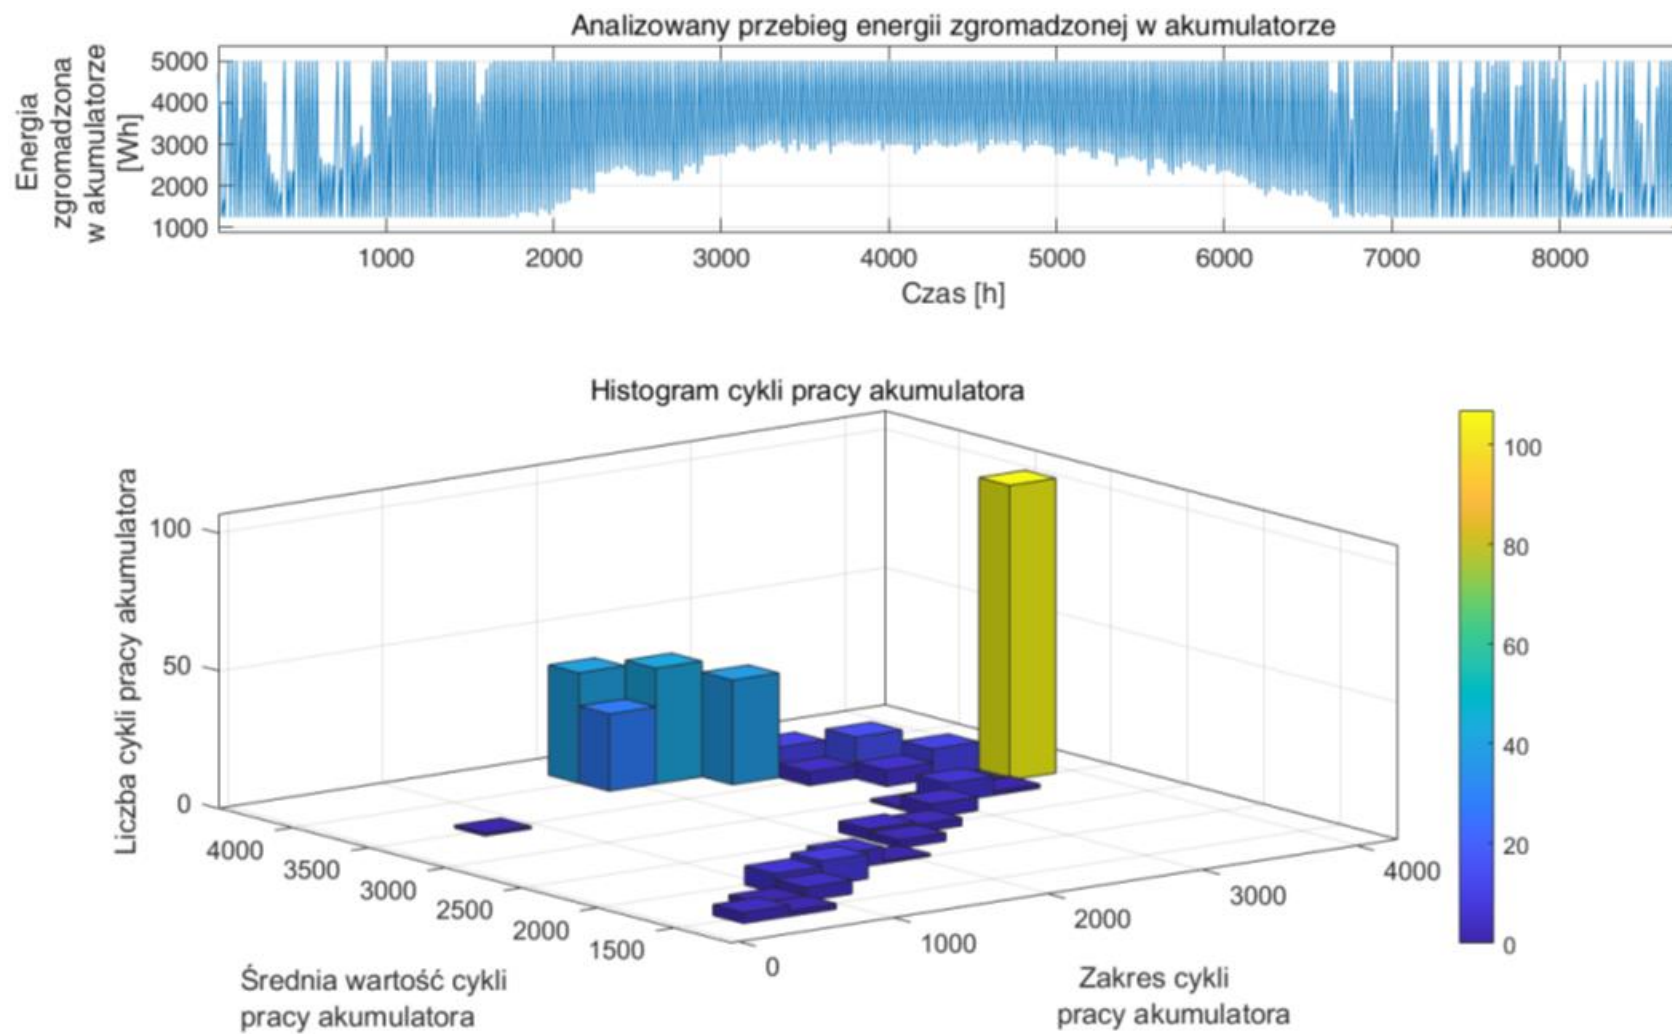 Analizowany przebieg energii zgromadzonej w akumulatorze
Energia
zgromadzona
w akumulatorze
[Wh]
5000
4000
3000
2000
1000
1000 2000 3000 4000 5000 6000 7000 8000
Czas [h]
Histogram cykli pracy akumulatora
Liczba cykli pracy akumulatora
100
50
0
4000
3500
3000
2500
2000
1500
Średnia wartość cykli
pracy akumulatora
0
1000
2000
3000
4000
Zakres cykli
pracy akumulatora
100
80
60
40
20
0